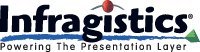 Infragistics®
Powering The Presentation Layer